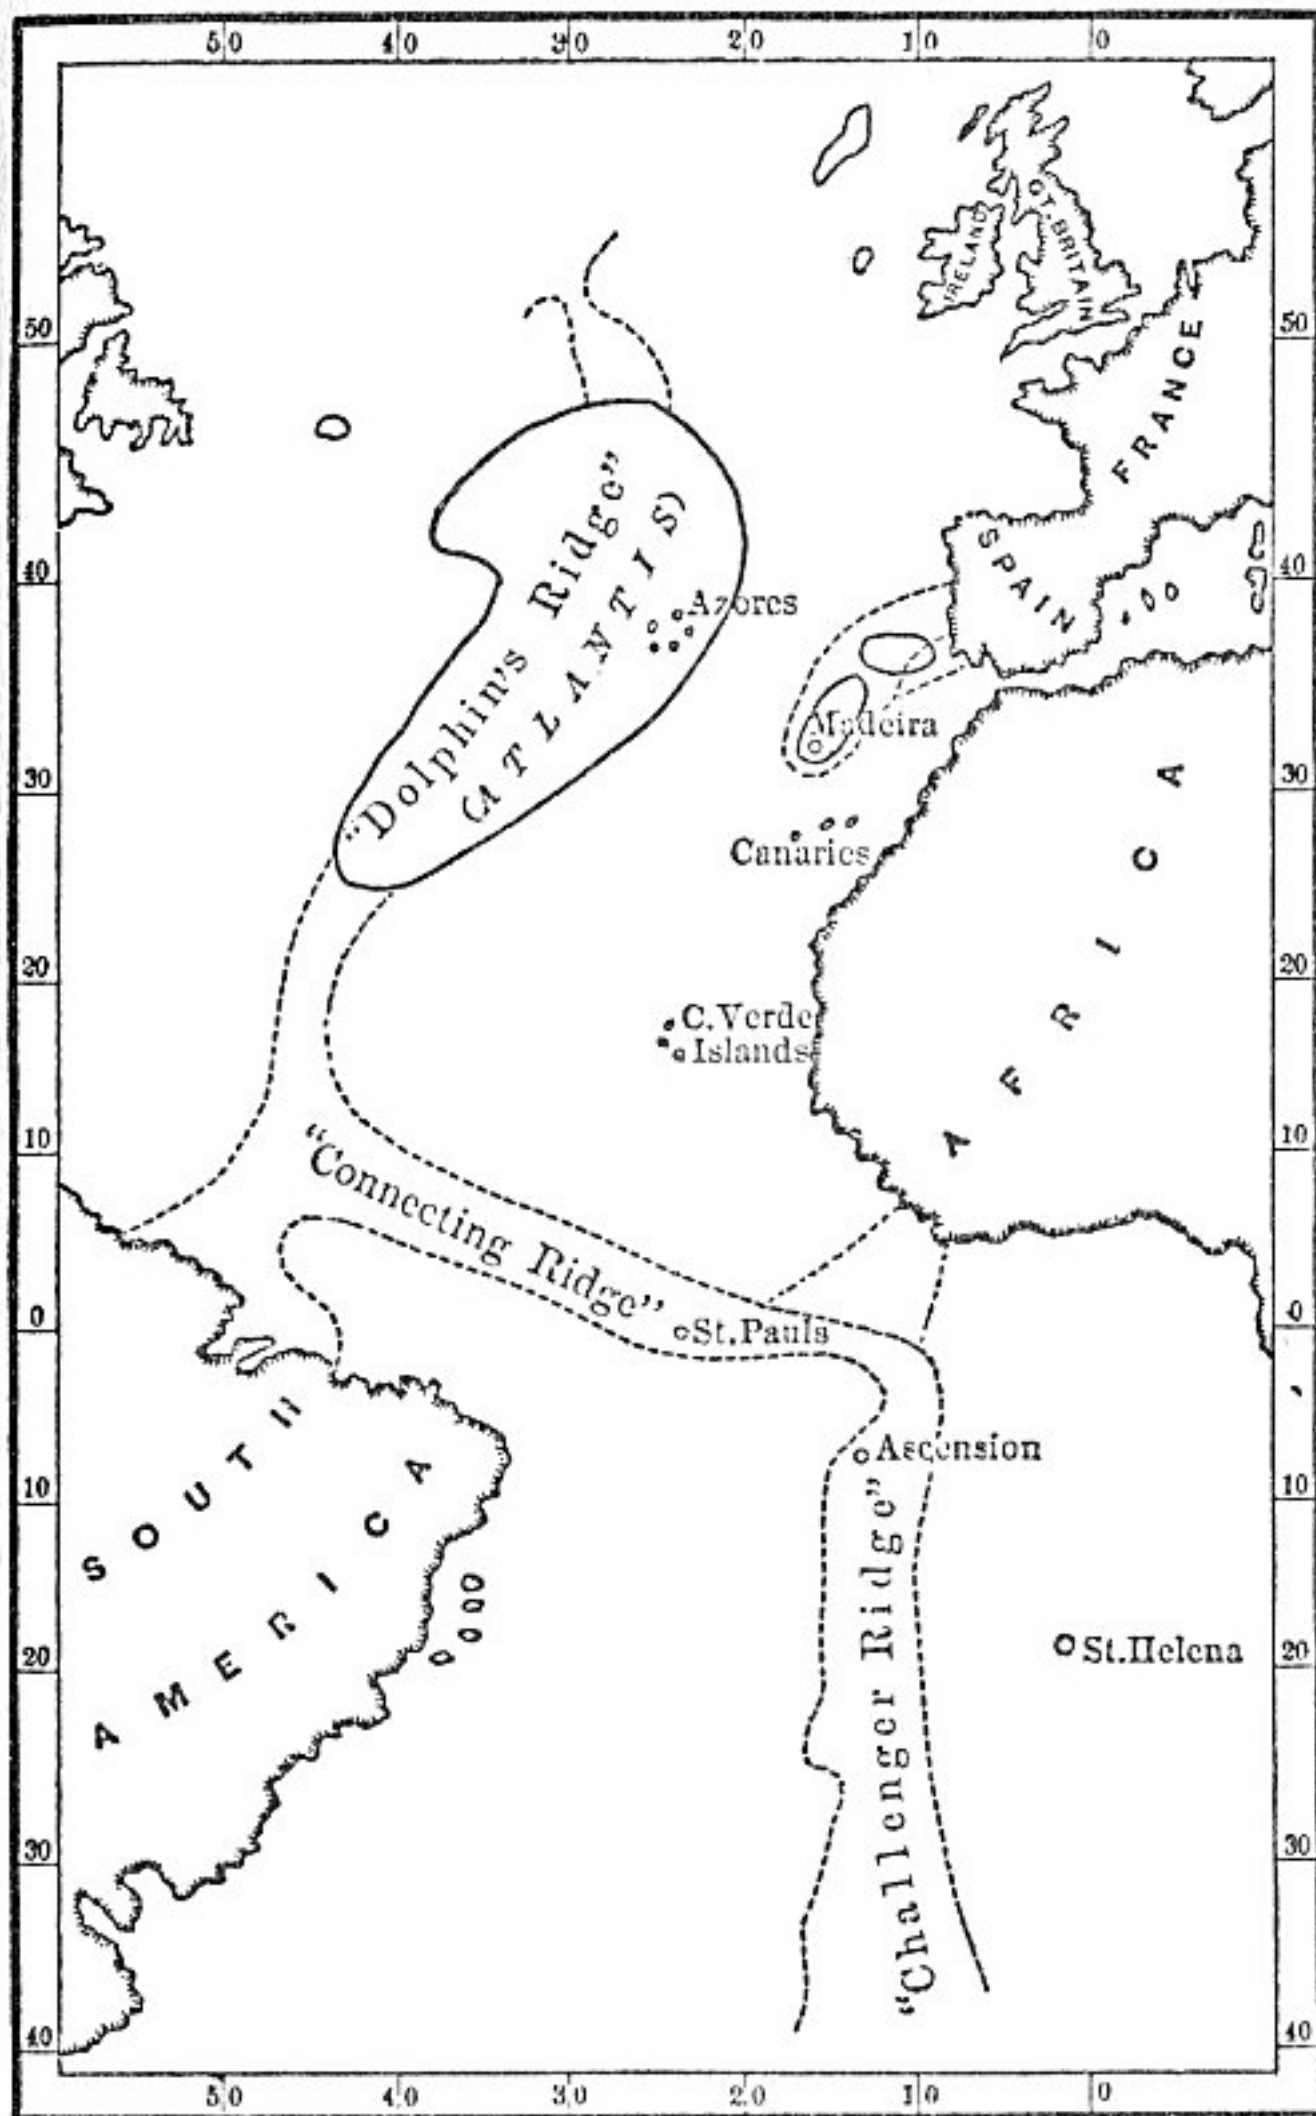 50 40 30 20 10 0
IRELAND
GT. BRITAIN
50 50
FRANCE
SPAIN
"Dolphin's Ridge"
(ATLANTIS)
40 40
Azores
Madeira
30 30
Canaries
AFRICA
20 20
C. Verde
Islands
10 10
"Connecting Ridge"
0 0
St. Pauls
Ascension
SOUTH
AMERICA
10 10
"Challenger Ridge"
St. Helena
20 20
30 30
40 40
50 40 30 20 10 0